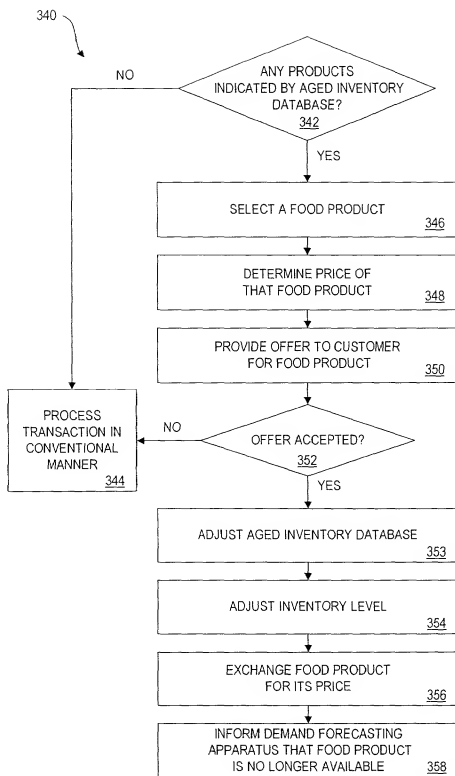 340
NO
ANY PRODUCTS
INDICATED BY AGED INVENTORY
DATABASE?
342
YES
SELECT A FOOD PRODUCT
346
DETERMINE PRICE OF
THAT FOOD PRODUCT
348
PROVIDE OFFER TO CUSTOMER
FOR FOOD PRODUCT
350
PROCESS
TRANSACTION IN
CONVENTIONAL
MANNER
344
NO
OFFER ACCEPTED?
352
YES
ADJUST AGED INVENTORY DATABASE
353
ADJUST INVENTORY LEVEL
354
EXCHANGE FOOD PRODUCT
FOR ITS PRICE
356
INFORM DEMAND FORECASTING
APPARATUS THAT FOOD PRODUCT
IS NO LONGER AVAILABLE
358